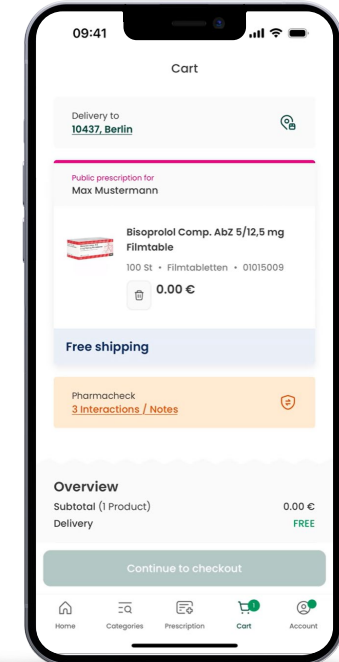 09:41
Cart
Delivery to
10437, Berlin
Public prescription for
Max Mustermann
Bisoprolol Comp. AbZ 5/12,5 mg
Filmtable
100 St • Filmtabletten • 01015009
0.00 €
Free shipping
Pharmacheck
3 Interactions / Notes
Overview
Subtotal (1 Product) 0.00 €
Delivery FREE
Continue to checkout
1
Home Categories Prescription Cart Account